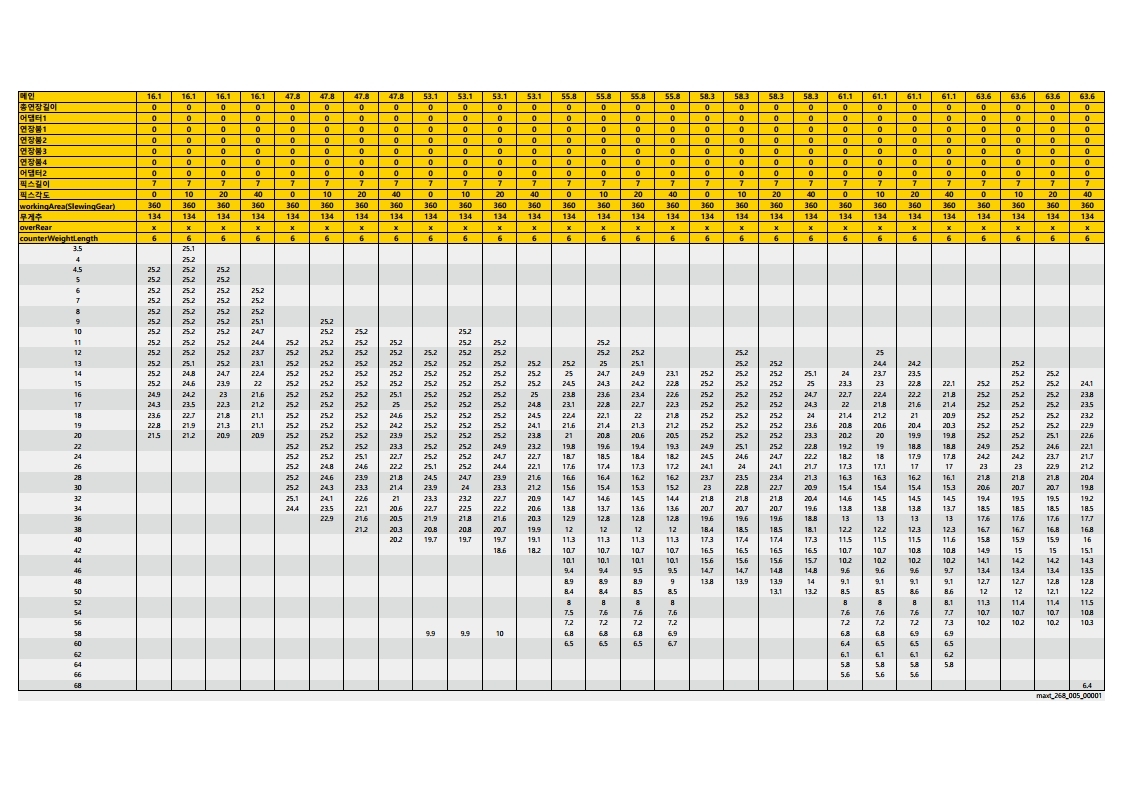 메인 16.1 16.1 16.1 16.1 47.8 47.8 47.8 47.8 53.1 53.1 53.1 53.1 55.8 55.8 55.8 55.8 58.3 58.3 58.3 58.3 61.1 61.1 61.1 61.1 63.6 63.6 63.6 63.6
총연장길이 0 0 0 0 0 0 0 0 0 0 0 0 0 0 0 0 0 0 0 0 0 0 0 0 0 0 0 0
어댑터1 0 0 0 0 0 0 0 0 0 0 0 0 0 0 0 0 0 0 0 0 0 0 0 0 0 0 0 0
연장붐1 0 0 0 0 0 0 0 0 0 0 0 0 0 0 0 0 0 0 0 0 0 0 0 0 0 0 0 0
연장붐2 0 0 0 0 0 0 0 0 0 0 0 0 0 0 0 0 0 0 0 0 0 0 0 0 0 0 0 0
연장붐3 0 0 0 0 0 0 0 0 0 0 0 0 0 0 0 0 0 0 0 0 0 0 0 0 0 0 0 0
연장붐4 0 0 0 0 0 0 0 0 0 0 0 0 0 0 0 0 0 0 0 0 0 0 0 0 0 0 0 0
어댑터2 0 0 0 0 0 0 0 0 0 0 0 0 0 0 0 0 0 0 0 0 0 0 0 0 0 0 0 0
픽스길이 7 7 7 7 7 7 7 7 7 7 7 7 7 7 7 7 7 7 7 7 7 7 7 7 7 7 7 7
픽스각도 0 10 20 40 0 10 20 40 0 10 20 40 0 10 20 40 0 10 20 40 0 10 20 40 0 10 20 40
workingArea(SlewingGear) 360 360 360 360 360 360 360 360 360 360 360 360 360 360 360 360 360 360 360 360 360 360 360 360 360 360 360 360
무게추 134 134 134 134 134 134 134 134 134 134 134 134 134 134 134 134 134 134 134 134 134 134 134 134 134 134 134 134
overRear x x x x x x x x x x x x x x x x x x x x x x x x x x x x
counterWeightLength 6 6 6 6 6 6 6 6 6 6 6 6 6 6 6 6 6 6 6 6 6 6 6 6 6 6 6 6
3.5 25.1
4 25.2
4.5 25.2 25.2 25.2
5 25.2 25.2 25.2
6 25.2 25.2 25.2 25.2
7 25.2 25.2 25.2 25.2
8 25.2 25.2 25.2 25.2
9 25.2 25.2 25.2 25.1 25.2
10 25.2 25.2 25.2 24.7 25.2 25.2 25.2
11 25.2 25.2 25.2 24.4 25.2 25.2 25.2 25.2 25.2 25.2 25.2
12 25.2 25.2 25.2 23.7 25.2 25.2 25.2 25.2 25.2 25.2 25.2 25.2 25.2 25.2 25
13 25.2 25.1 25.2 23.1 25.2 25.2 25.2 25.2 25.2 25.2 25.2 25.2 25.2 25 25.1 25.2 25.2 24.4 24.2 25.2
14 25.2 24.8 24.7 22.4 25.2 25.2 25.2 25.2 25.2 25.2 25.2 25.2 25 24.7 24.9 23.1 25.2 25.2 25.2 25.1 24 23.7 23.5 25.2 25.2
15 25.2 24.6 23.9 22 25.2 25.2 25.2 25.2 25.2 25.2 25.2 25.2 24.5 24.3 24.2 22.8 25.2 25.2 25.2 25 23.3 23 22.8 22.1 25.2 25.2 25.2 24.1
16 24.9 24.2 23 21.6 25.2 25.2 25.2 25.1 25.2 25.2 25.2 25 23.8 23.6 23.4 22.6 25.2 25.2 25.2 24.7 22.7 22.4 22.2 21.8 25.2 25.2 25.2 23.8
17 24.3 23.5 22.3 21.2 25.2 25.2 25.2 25 25.2 25.2 25.2 24.8 23.1 22.8 22.7 22.3 25.2 25.2 25.2 24.3 22 21.8 21.6 21.4 25.2 25.2 25.2 23.5
18 23.6 22.7 21.8 21.1 25.2 25.2 25.2 24.6 25.2 25.2 25.2 24.5 22.4 22.1 22 21.8 25.2 25.2 25.2 24 21.4 21.2 21 20.9 25.2 25.2 25.2 23.2
19 22.8 21.9 21.3 21.1 25.2 25.2 25.2 24.2 25.2 25.2 25.2 24.1 21.6 21.4 21.3 21.2 25.2 25.2 25.2 23.6 20.8 20.6 20.4 20.3 25.2 25.2 25.2 22.9
20 21.5 21.2 20.9 20.9 25.2 25.2 25.2 23.9 25.2 25.2 25.2 23.8 21 20.8 20.6 20.5 25.2 25.2 25.2 23.3 20.2 20 19.9 19.8 25.2 25.2 25.1 22.6
22 25.2 25.2 25.2 23.3 25.2 25.2 24.9 23.2 19.8 19.6 19.4 19.3 24.9 25.2 24.6 22.7 19.2 19 18.8 18.8 24.9 24.9 24.6 22.1
24 25.2 25.2 25.1 22.7 25.2 25.2 24.7 22.7 18.7 18.5 18.4 18.2 24.5 24.6 24.7 22.2 18.2 18 17.9 17.8 24.2 24.2 23.7 21.7
26 25.2 24.8 24.6 22.2 25.1 25.2 24.4 22.1 17.6 17.4 17.3 17.2 24.1 24 24.1 21.7 17.3 17.1 17 17 23 23 22.9 21.2
28 25.2 24.6 23.9 21.8 24.5 24.7 23.9 21.6 16.6 16.4 16.2 16.2 23.7 23.5 23.4 21.3 16.3 16.3 16.2 16.1 21.8 21.8 21.8 20.4
30 25.2 24.3 23.3 21.4 23.9 24 23.3 21.2 15.6 15.4 15.3 15.2 23 22.8 22.7 20.9 15.4 15.4 15.4 15.3 20.6 20.7 20.7 19.8
32 25.1 24.1 22.6 21 23.3 23.2 22.7 20.9 14.7 14.6 14.5 14.4 21.8 21.8 21.8 20.4 14.6 14.5 14.5 14.5 19.4 19.5 19.5 19.2
34 24.4 23.5 22.1 20.6 22.7 22.5 22.2 20.6 13.8 13.7 13.6 13.6 20.7 20.7 20.7 19.6 13.8 13.8 13.8 13.7 18.5 18.5 18.6 18.5
36 22.9 21.6 20.5 21.9 21.8 21.6 20.3 12.9 12.8 12.8 12.8 19.6 19.6 19.6 18.8 13 13 13 13 17.6 17.6 17.6 17.7
38 21.2 20.3 20.8 20.8 20.7 19.9 12 12 12 12 18.4 18.5 18.5 18.1 12.2 12.2 12.3 12.3 16.7 16.7 16.8 16.8
40 20.2 19.7 19.7 19.7 19.1 11.3 11.3 11.3 11.3 17.3 17.4 17.4 17.3 11.5 11.5 11.6 11.6 15.8 15.9 15.9 16
42 18.6 18.2 10.7 10.7 10.7 10.7 16.5 16.5 16.5 16.5 10.7 10.7 10.8 10.8 14.9 15 15 15.1
44 10.1 10.1 10.1 10.1 15.6 15.6 15.6 15.7 10.2 10.2 10.2 10.2 14.1 14.2 14.2 14.3
46 9.4 9.4 9.5 9.5 14.7 14.7 14.8 14.8 9.6 9.6 9.6 9.7 13.4 13.4 13.4 13.5
48 8.9 8.9 8.9 9 13.8 13.9 13.9 14 9.1 9.1 9.1 9.1 12.7 12.7 12.8 12.8
50 8.4 8.4 8.5 8.5 13.1 13.2 8.5 8.5 8.6 8.6 12 12 12.1 12.2
52 8 8 8 8 8 8 8 8.1 11.3 11.4 11.4 11.5
54 7.5 7.6 7.6 7.6 7.6 7.6 7.6 7.7 10.7 10.7 10.7 10.8
56 7.2 7.2 7.2 7.2 7.2 7.2 7.2 7.3 10.2 10.2 10.2 10.3
58 9.9 9.9 10 6.8 6.8 6.8 6.9 6.8 6.8 6.9 6.9
60 6.5 6.5 6.5 6.7 6.4 6.5 6.5 6.5
62 6.1 6.1 6.1 6.2
64 5.8 5.8 5.8 5.8
66 5.6 5.6 5.6
68 6.4
maxt_268_005_00001